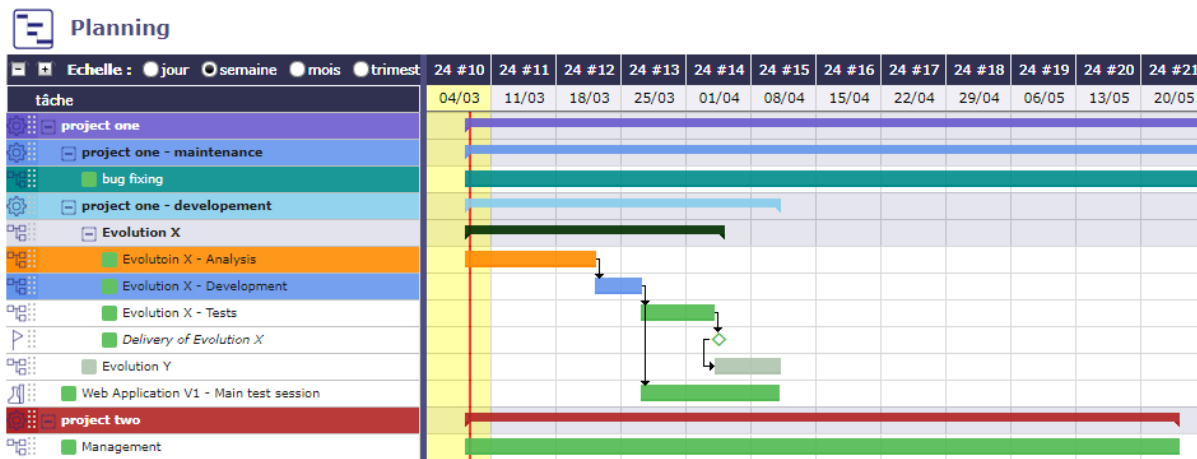 Planning
Echelle : jour semaine mois trimest 24 #10 24 #11 24 #12 24 #13 24 #14 24 #15 24 #16 24 #17 24 #18 24 #19 24 #20 24 #21
tâche 04/03 11/03 18/03 25/03 01/04 08/04 15/04 22/04 29/04 06/05 13/05 20/05
project one
project one - maintenance
bug fixing
project one - developement
Evolution X
Evolutoin X - Analysis
Evolution X - Development
Evolution X - Tests
Delivery of Evolution X
Evolution Y
Web Application V1 - Main test session
project two
Management